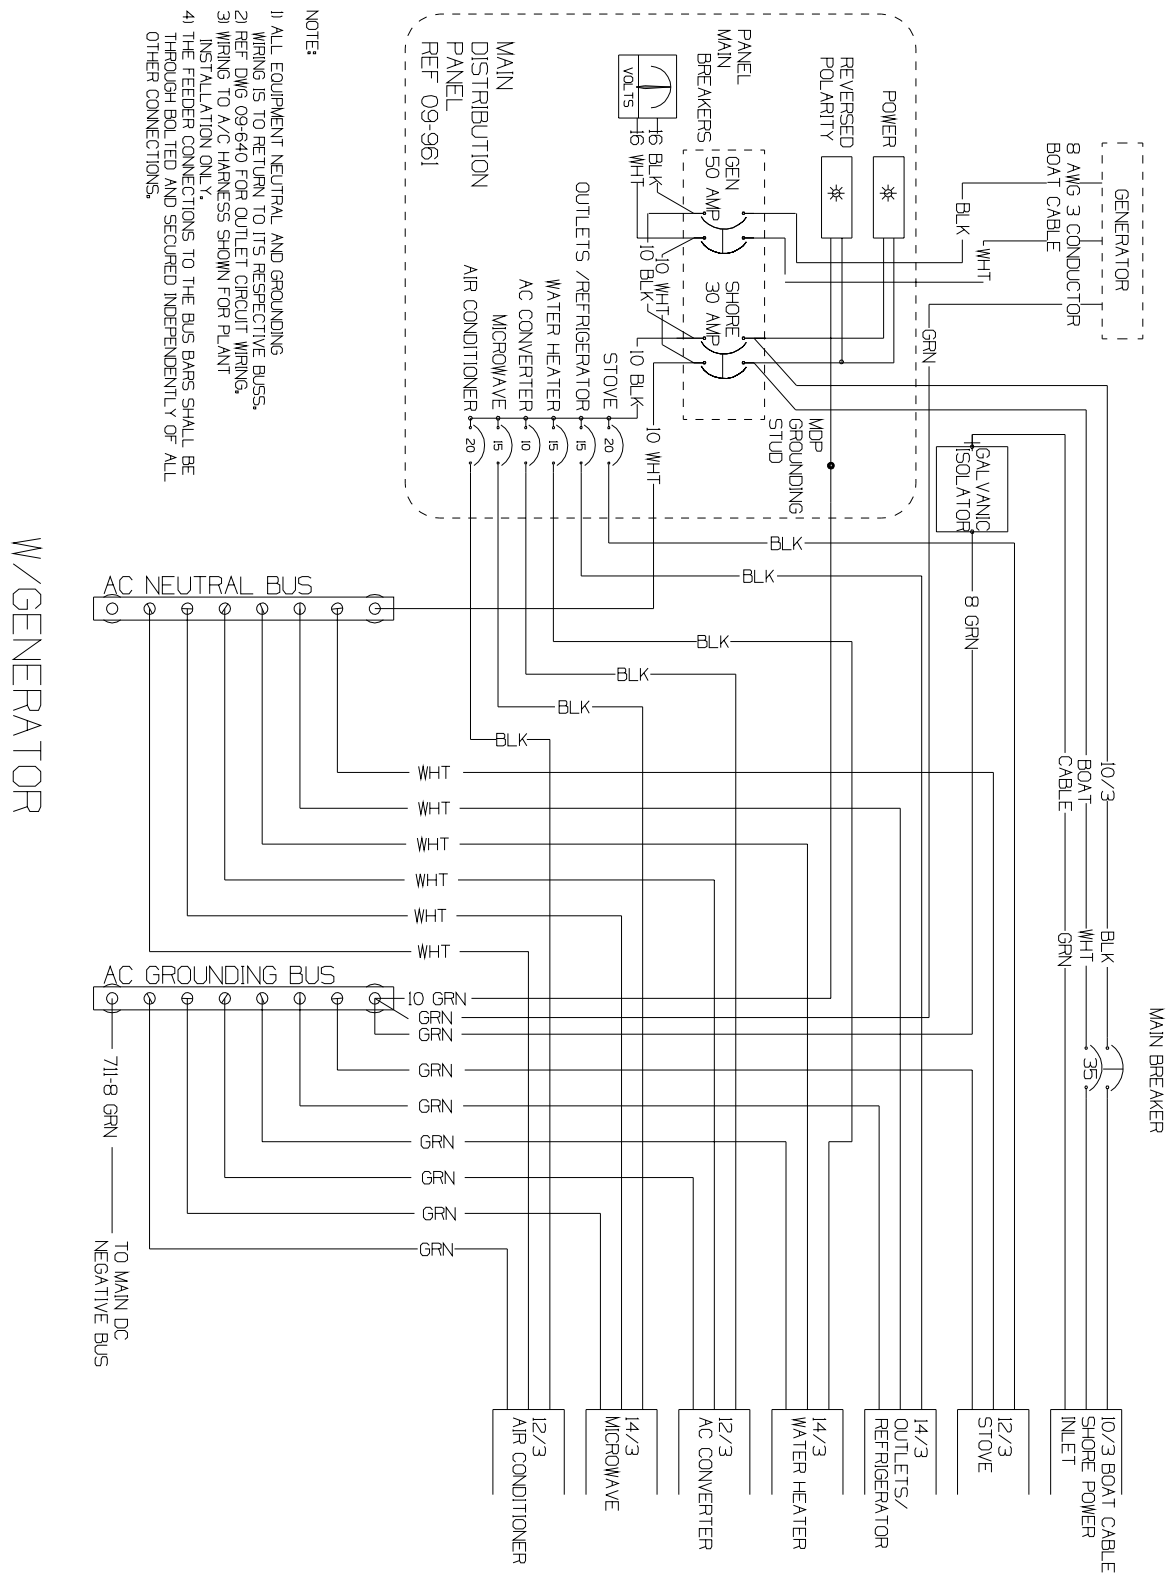 GENERATOR
8 AWG 3 CONDUCTOR
BOAT CABLE
BLK
WHT
GRN
POWER
REVERSED
POLARITY
PANEL
MAIN
BREAKERS
VOLTS
16 BLK
16 WHT
GEN
50 AMP
SHORE
30 AMP
10 WHT
10 BLK
10 BLK
10 WHT
MDP
GROUNDING
STUD
MAIN
DISTRIBUTION
PANEL
REF 09-961
STOVE
OUTLETS /REFRIGERATOR
WATER HEATER
AC CONVERTER
MICROWAVE
AIR CONDITIONER
20
15
15
10
15
20
GALVANIC
ISOLATOR
8 GRN
BLK
BLK
BLK
BLK
BLK
BLK
10/3
BOAT
CABLE
BLK
WHT
GRN
MAIN BREAKER
35
NOTE:
1) ALL EQUIPMENT NEUTRAL AND GROUNDING
WIRING IS TO RETURN TO ITS RESPECTIVE BUSS.
2) REF DWG 09-640 FOR OUTLET CIRCUIT WIRING.
3) WIRING TO A/C HARNESS SHOWN FOR PLANT
INSTALLATION ONLY.
4) THE FEEDER CONNECTIONS TO THE BUS BARS SHALL BE
THROUGH BOLTED AND SECURED INDEPENDENTLY OF ALL
OTHER CONNECTIONS.
AC NEUTRAL BUS
WHT
WHT
WHT
WHT
WHT
WHT
AC GROUNDING BUS
10 GRN
GRN
GRN
GRN
GRN
GRN
GRN
GRN
GRN
711-8 GRN
TO MAIN DC
NEGATIVE BUS
10/3 BOAT CABLE
SHORE POWER
INLET
12/3
STOVE
14/3
OUTLETS/
REFRIGERATOR
14/3
WATER HEATER
12/3
AC CONVERTER
14/3
MICROWAVE
12/3
AIR CONDITIONER
W/GENERATOR